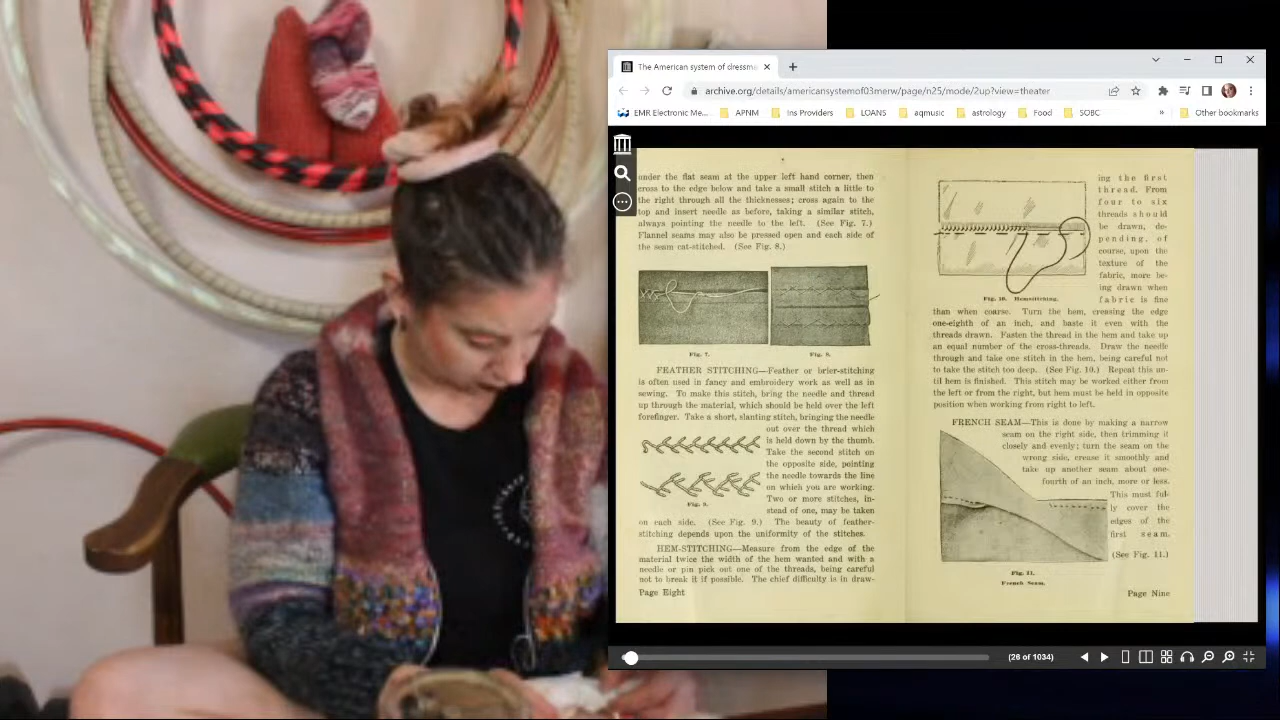 The American system of dressma
archive.org/details/americansystemof03merw/page/n25/mode/2up?view=theater
EMR Electronic Me...
APNM
Ins Providers
LOANS
aqmusic
astrology
Food
SOBC
»
Other bookmarks
under the flat seam at the upper left hand corner, then
cross to the edge below and take a small stitch a little to
the right through all the thicknesses; cross again to the
top and insert needle as before, taking a similar stitch,
always pointing the needle to the left. (See Fig. 7.)
Flannel seams may also be pressed open and each side of
the seam cat-stitched. (See Fig. 8.)
Fig. 7.
Fig. 8.
FEATHER STITCHING—Feather or brier-stitching
is often used in fancy and embroidery work as well as in
sewing. To make this stitch, bring the needle and thread
up through the material, which should be held over the left
forefinger. Take a short, slanting stitch, bringing the needle
out over the thread which
is held down by the thumb.
Take the second stitch on
the opposite side, pointing
the needle towards the line
on which you are working.
Two or more stitches, in-
stead of one, may be taken
Fig. 9.
on each side. (See Fig. 9.) The beauty of feather-
stitching depends upon the uniformity of the stitches.
HEM-STITCHING—Measure from the edge of the
material twice the width of the hem wanted and with a
needle or pin pick out one of the threads, being careful
not to break it if possible. The chief difficulty is in draw-
Page Eight
ing the first
thread. From
four to six
threads should
be drawn, de-
pending, of
course, upon the
texture of the
fabric, more be-
ing drawn when
fabric is fine
Fig. 10. Hemstitching.
than when coarse. Turn the hem, creasing the edge
one-eighth of an inch, and baste it even with the
threads drawn. Fasten the thread in the hem and take up
an equal number of the cross-threads. Draw the needle
through and take one stitch in the hem, being careful not
to take the stitch too deep. (See Fig. 10.) Repeat this un-
til hem is finished. This stitch may be worked either from
the left or from the right, but hem must be held in opposite
position when working from right to left.
FRENCH SEAM—This is done by making a narrow
seam on the right side, then trimming it
closely and evenly; turn the seam on the
wrong side, crease it smoothly and
take up another seam about one-
fourth of an inch, more or less.
This must ful-
ly cover the
edges of the
first seam.
(See Fig. 11.)
Fig. 11.
French Seam.
Page Nine
(26 of 1034)